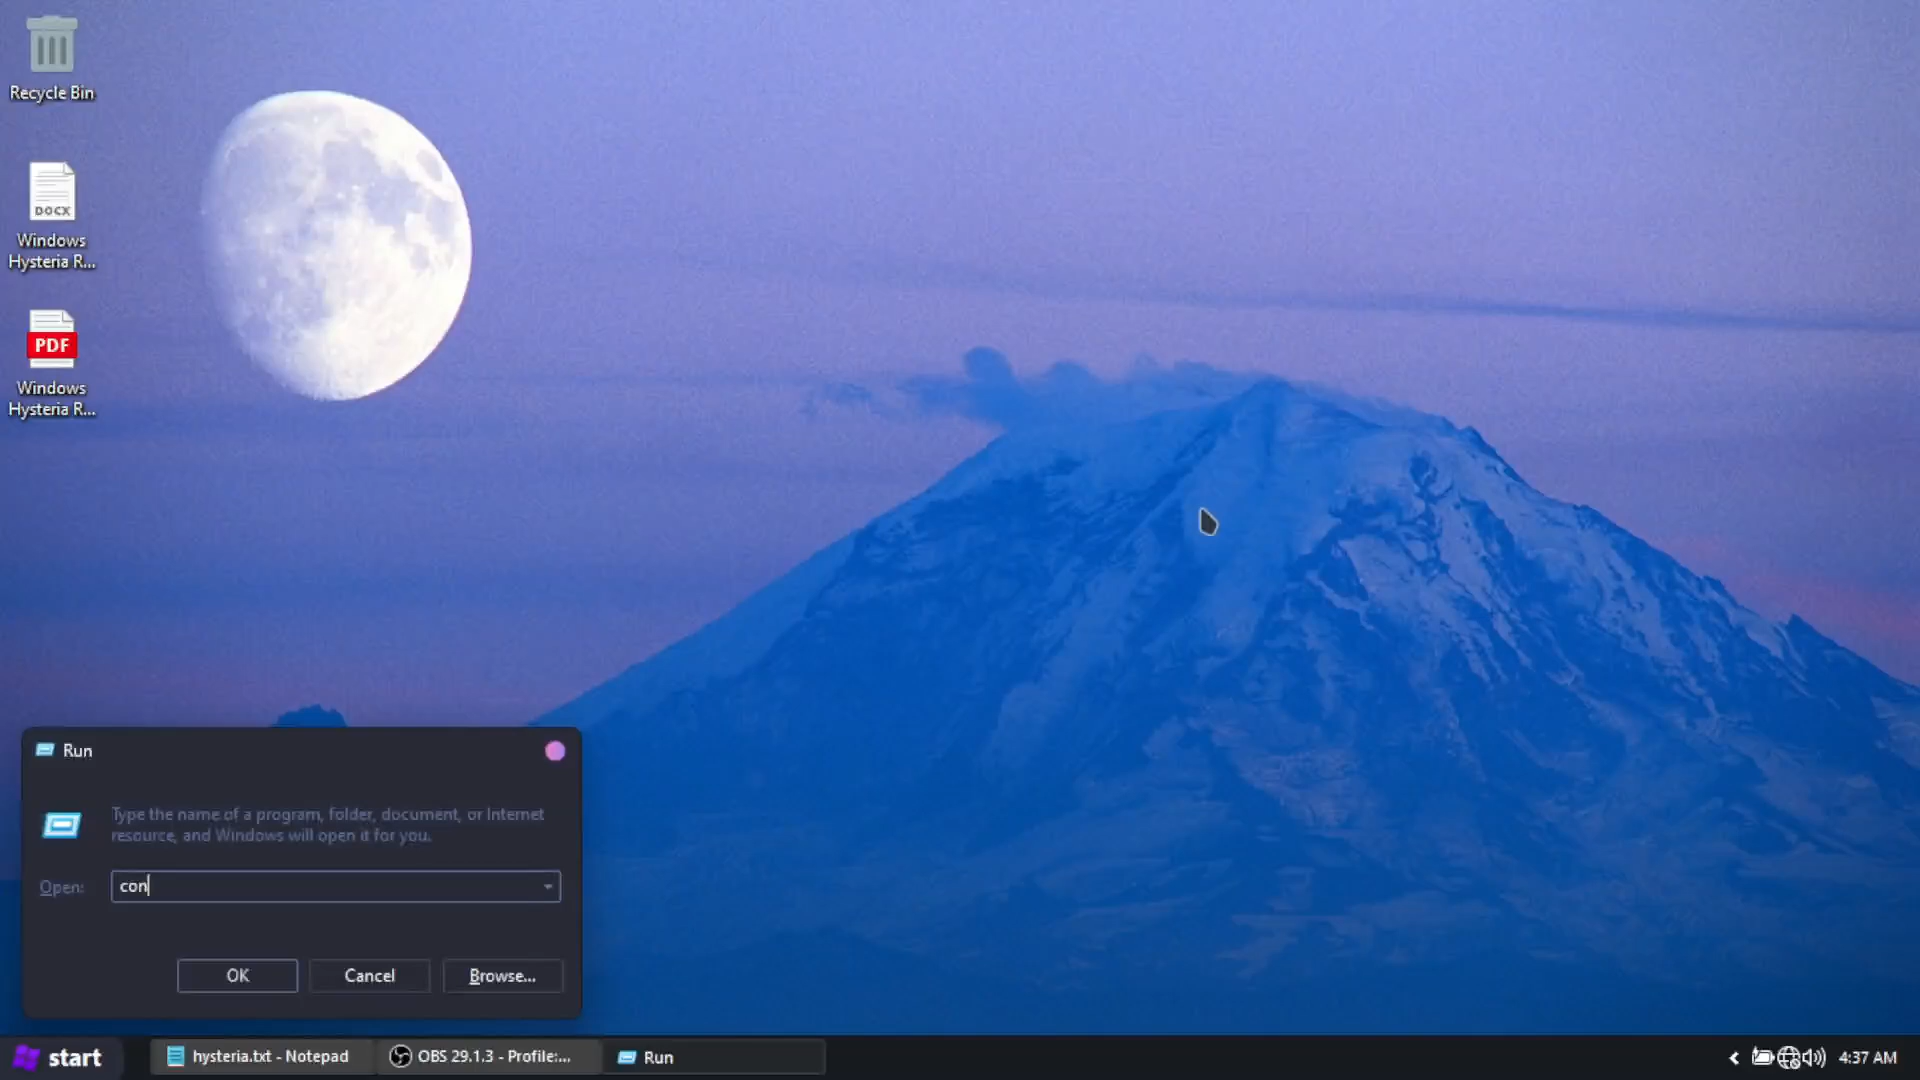 Recycle Bin
DOCX
Windows
Hysteria R...
PDF
Windows
Hysteria R...
Run
Type the name of a program, folder, document, or Internet
resource, and Windows will open it for you.
Open:
con
OK
Cancel
Browse...
start
hysteria.txt - Notepad
OBS 29.1.3 - Profile:...
Run
4:37 AM